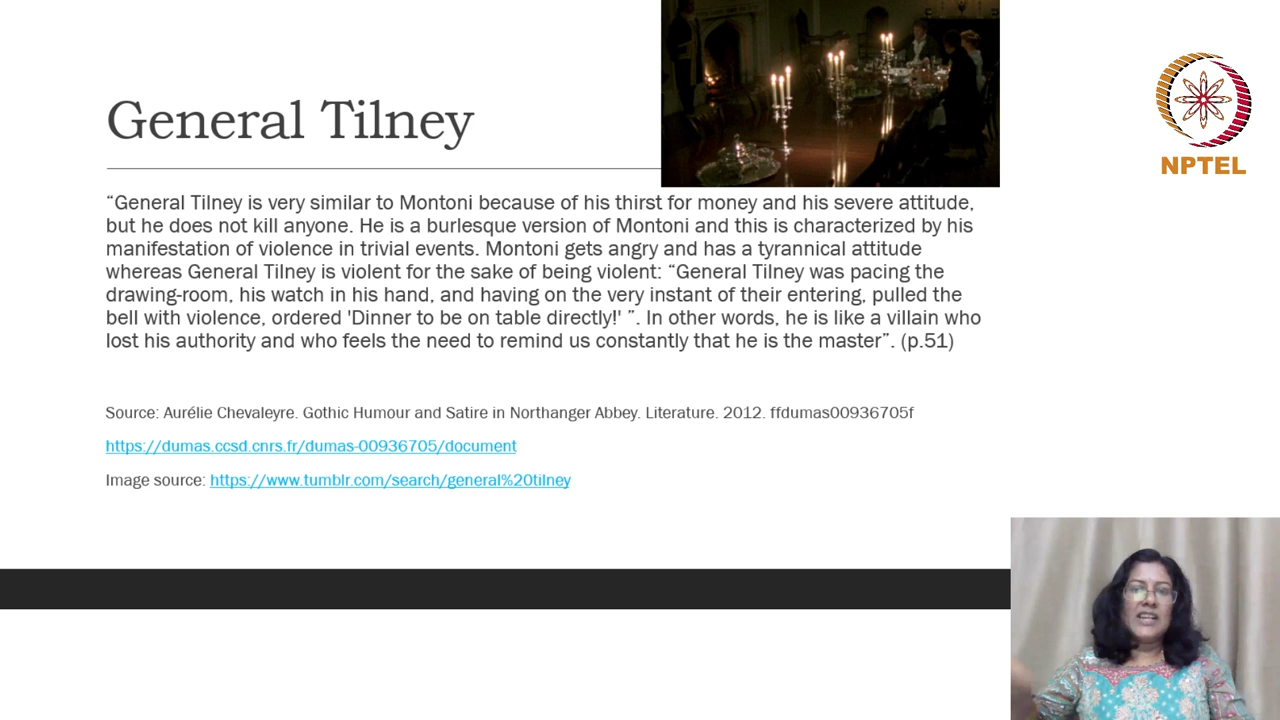 General Tilney
NPTEL
“General Tilney is very similar to Montoni because of his thirst for money and his severe attitude,
but he does not kill anyone. He is a burlesque version of Montoni and this is characterized by his
manifestation of violence in trivial events. Montoni gets angry and has a tyrannical attitude
whereas General Tilney is violent for the sake of being violent: “General Tilney was pacing the
drawing-room, his watch in his hand, and having on the very instant of their entering, pulled the
bell with violence, ordered 'Dinner to be on table directly!' ”. In other words, he is like a villain who
lost his authority and who feels the need to remind us constantly that he is the master”. (p.51)
Source: Aurélie Chevaleyre. Gothic Humour and Satire in Northanger Abbey. Literature. 2012. ffdumas00936705f
https://dumas.ccsd.cnrs.fr/dumas-00936705/document
Image source: https://www.tumblr.com/search/general%20tilney